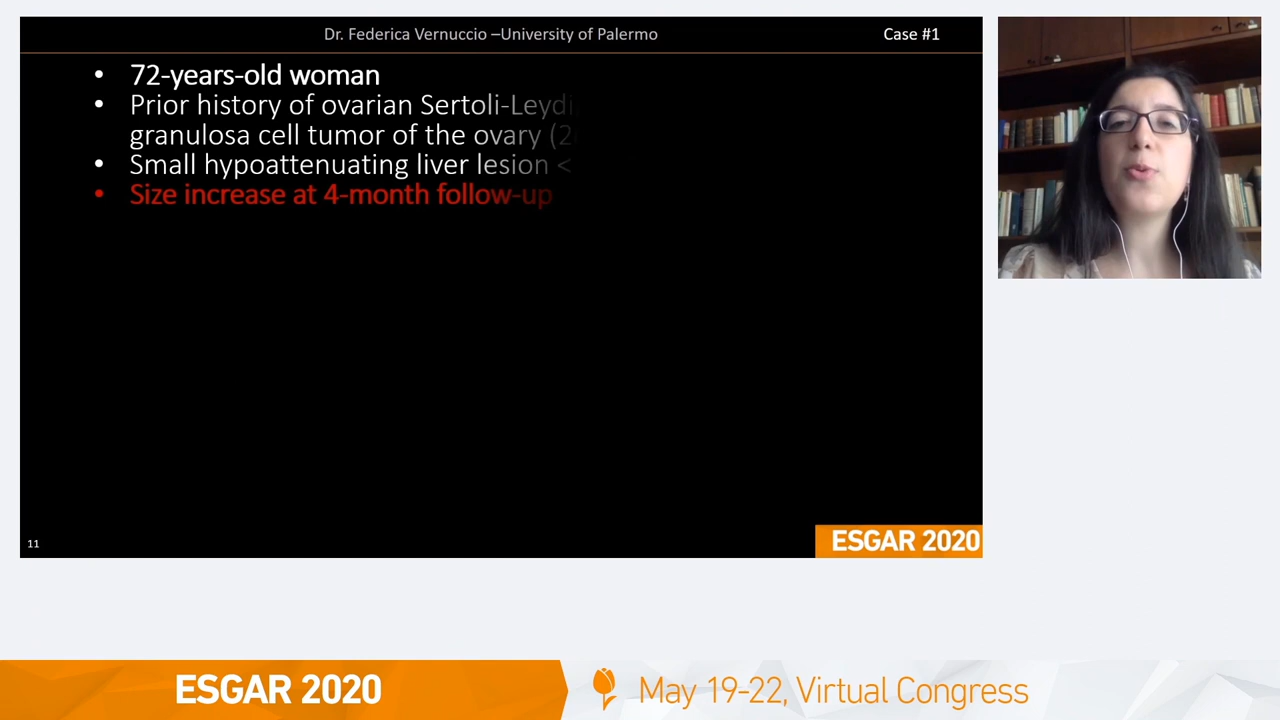 Dr. Federica Vernuccio –University of Palermo
Case #1
• 72-years-old woman
• Prior history of ovarian Sertoli-Leydi
granulosa cell tumor of the ovary (2
• Small hypoattenuating liver lesion <
• Size increase at 4-month follow-up
11
ESGAR 2020
ESGAR 2020
May 19-22, Virtual Congress